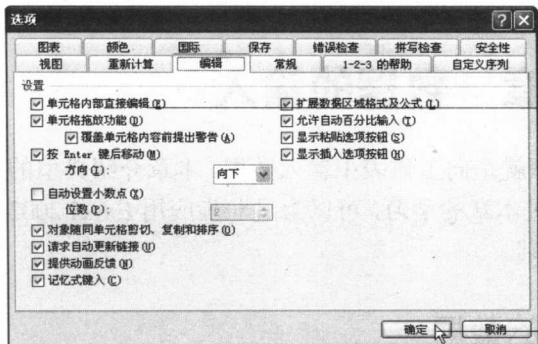 选项
图表 颜色 国际 保存 错误检查 拼写检查 安全性
视图 重新计算 编辑 常规 1-2-3 的帮助 自定义序列
设置
单元格内部直接编辑(E) 扩展数据区域格式及公式(L)
单元格拖放功能(D) 允许自动百分比输入(T)
覆盖单元格内容前提出警告(A) 显示粘贴选项按钮(S)
按 Enter 键后移动(M) 显示插入选项按钮(N)
方向(I) 向下
自动设置小数点(X)
位数(P): 2
对象随同单元格剪切、复制和排序(O)
请求自动更新链接(U)
提供动画反馈(N)
记忆式键入(C)
确定 取消